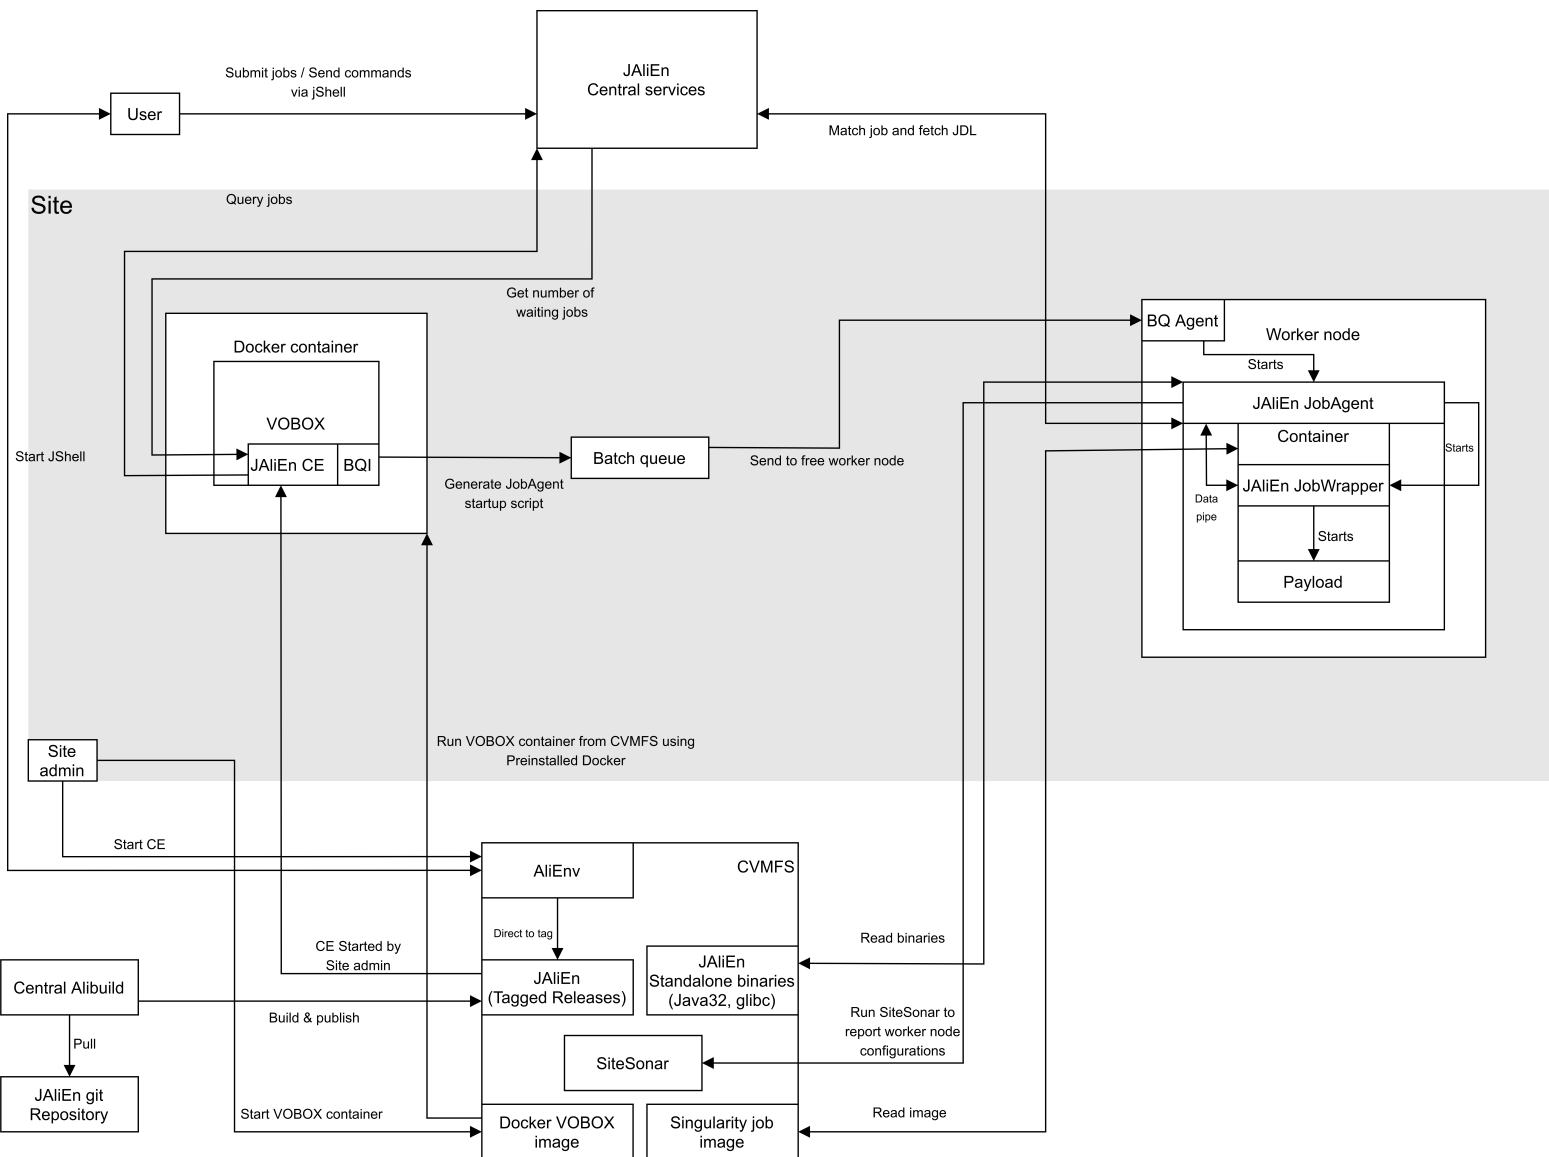 JAliEn
Central services
Submit jobs / Send commands
via jShell
User
Match job and fetch JDL
Site
Query jobs
Get number of
waiting jobs
Docker container
VOBOX
JAliEn CE
BQI
Start JShell
Generate JobAgent
startup script
Batch queue
Send to free worker node
BQ Agent
Worker node
Starts
JAliEn JobAgent
Container
Starts
JAliEn JobWrapper
Data
pipe
Starts
Payload
Site
admin
Run VOBOX container from CVMFS using
Preinstalled Docker
Start CE
AliEnv
CVMFS
Direct to tag
CE Started by
Site admin
JAliEn
(Tagged Releases)
JAliEn
Standalone binaries
(Java32, glibc)
Read binaries
Central Alibuild
Build & publish
Pull
JAliEn git
Repository
SiteSonar
Run SiteSonar to
report worker node
configurations
Start VOBOX container
Docker VOBOX
image
Singularity job
image
Read image